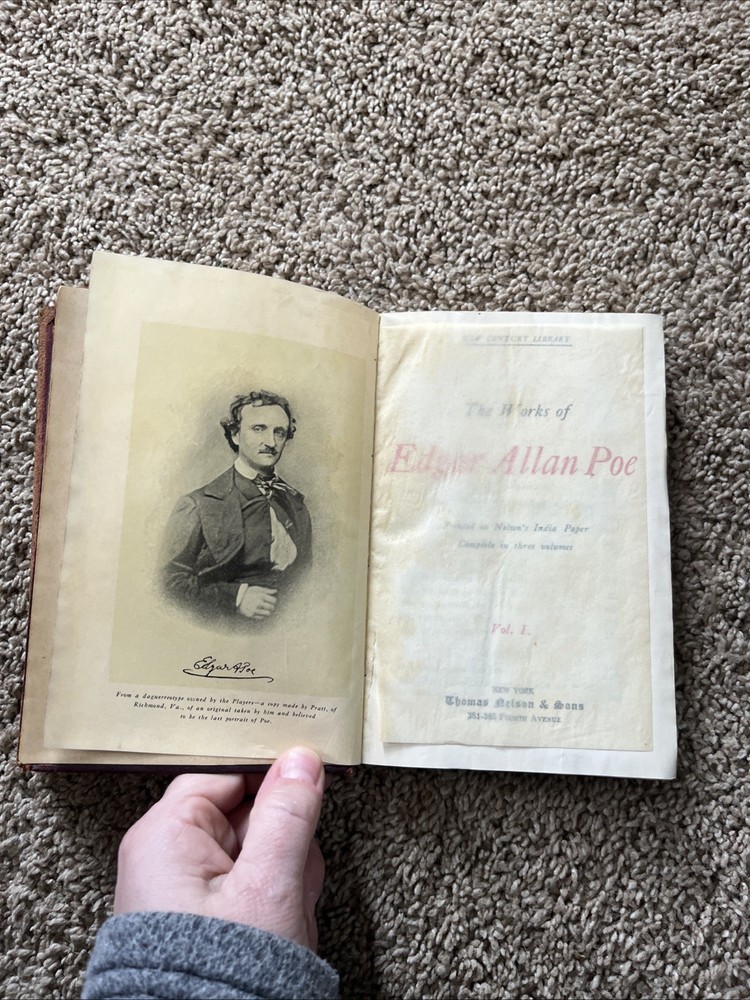 Edgar A Poe
From a daguerreotype owned by the Players—a copy made by Pratt, of
Richmond, Va., of an original taken by him and believed
to be the last portrait of Poe.
CENTURY LIBRARY
The Works of
Edgar Allan Poe
Printed on Nelson's India Paper
Complete in three volumes
Vol. I.
NEW YORK
Thomas Nelson & Sons
381-385 Fourth Avenue